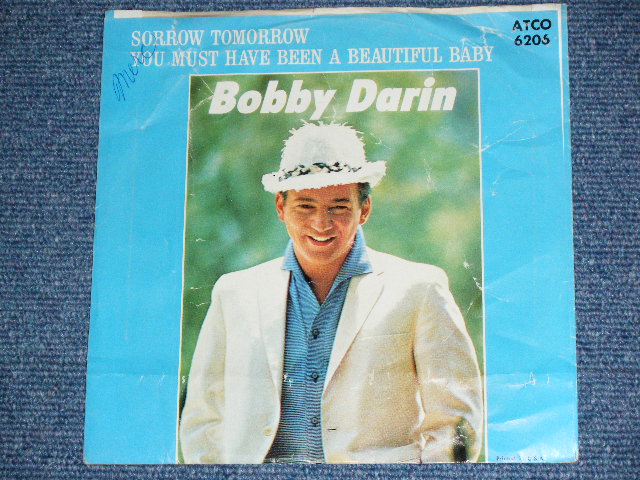 SORROW TOMORROW
YOU MUST HAVE BEEN A BEAUTIFUL BABY
ATCO
6206
Bobby Darin